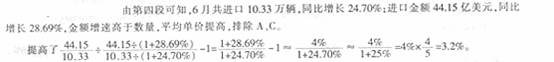 由第四段可知,6月共进口10.33万辆,同比增长24.70%;进口金额44.15亿美元,同比
增长28.69%,金额增速高于数量,平均单价提高,排除A、C。
提高了44.15/10.33÷44.15÷(1+28.69%)/10.33÷(1+24.70%)-1=1+28.69%/1+24.70%-1≈4%/1+24.70%≈4%/1+25%=4%×4/5=3.2%。